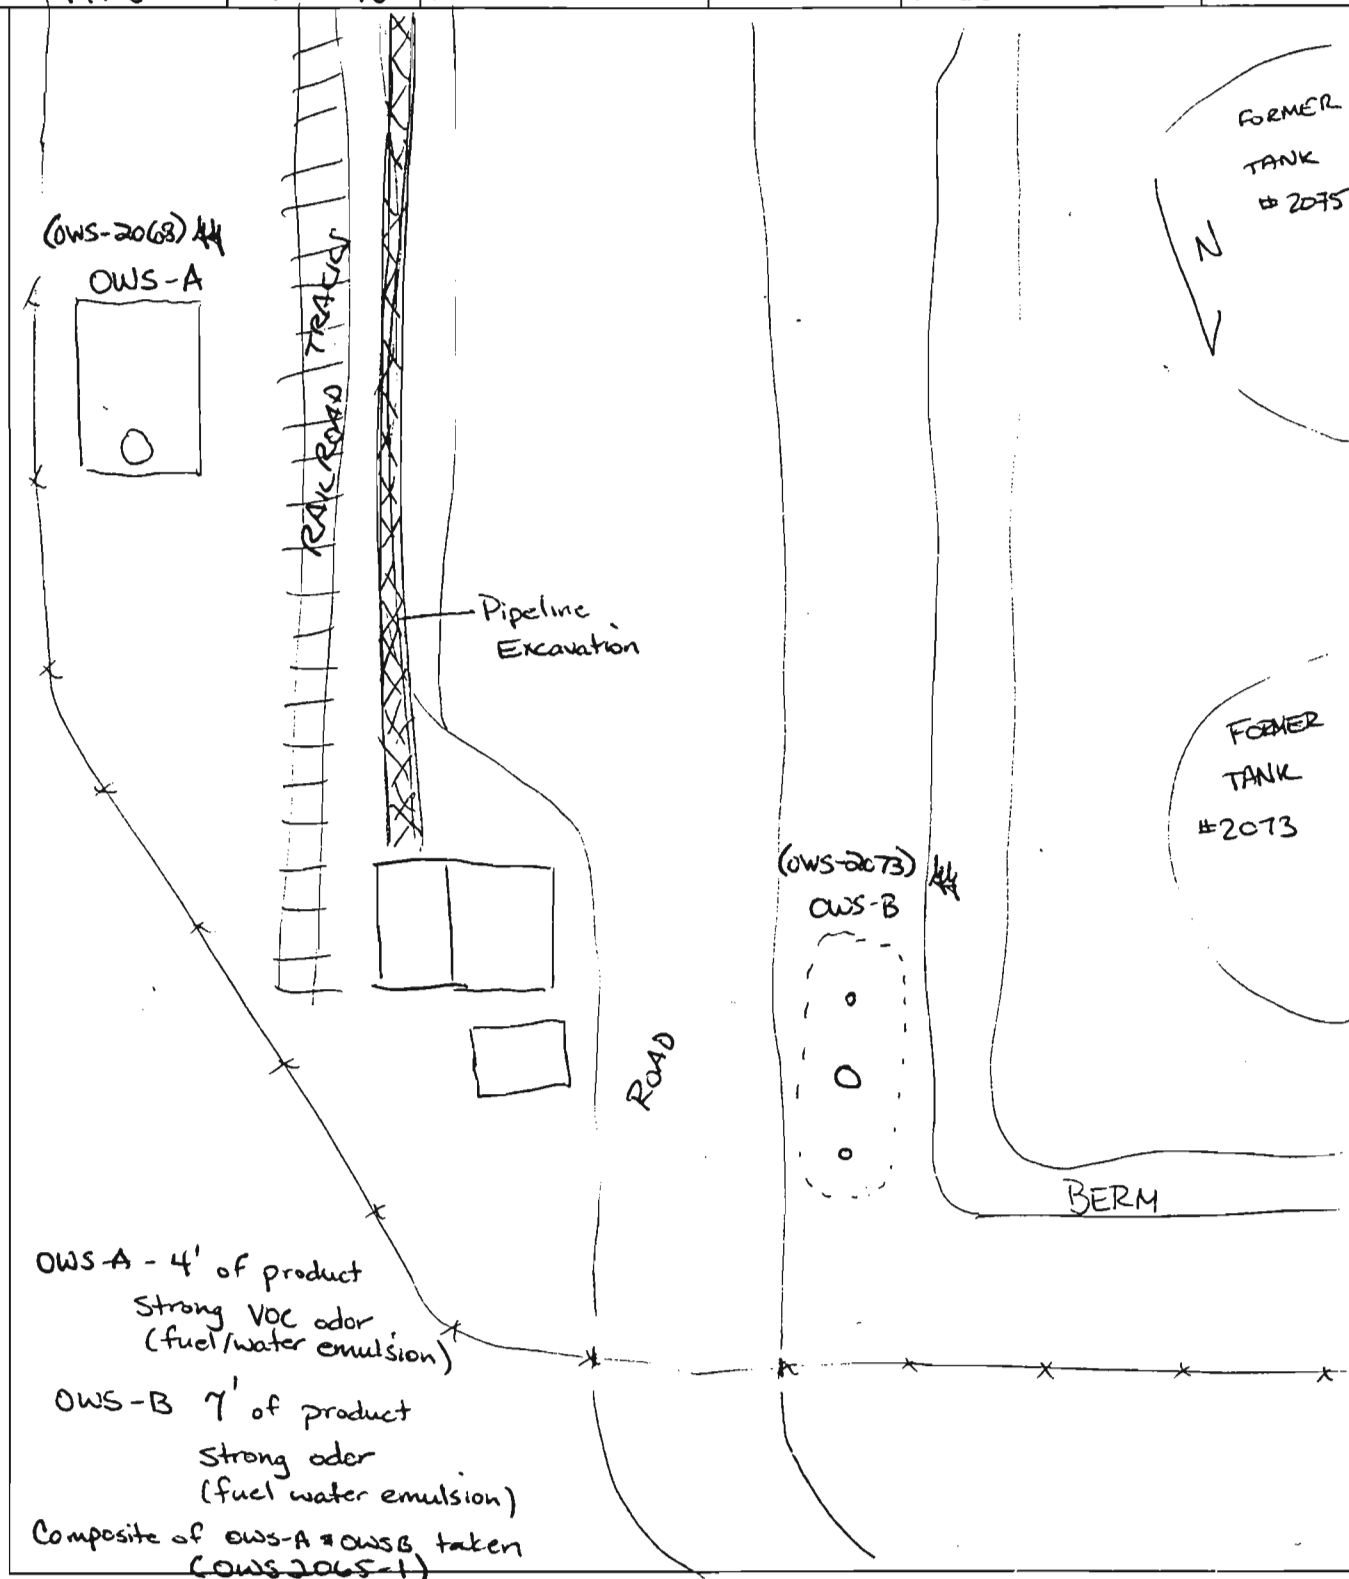 FORMER
TANK
#2075
N
(OWS-2068)
OWS-A
RAILROAD TRACKS
Pipeline
Excavation
FORMER
TANK
#2073
(OWS-2073)
OWS-B
ROAD
BERM
OWS-A - 4' of product
Strong VOC odor
(fuel/water emulsion)
OWS-B 7' of product
Strong odor
(fuel water emulsion)
Composite of OWS-A & OWSB taken
(OWS2065-1)